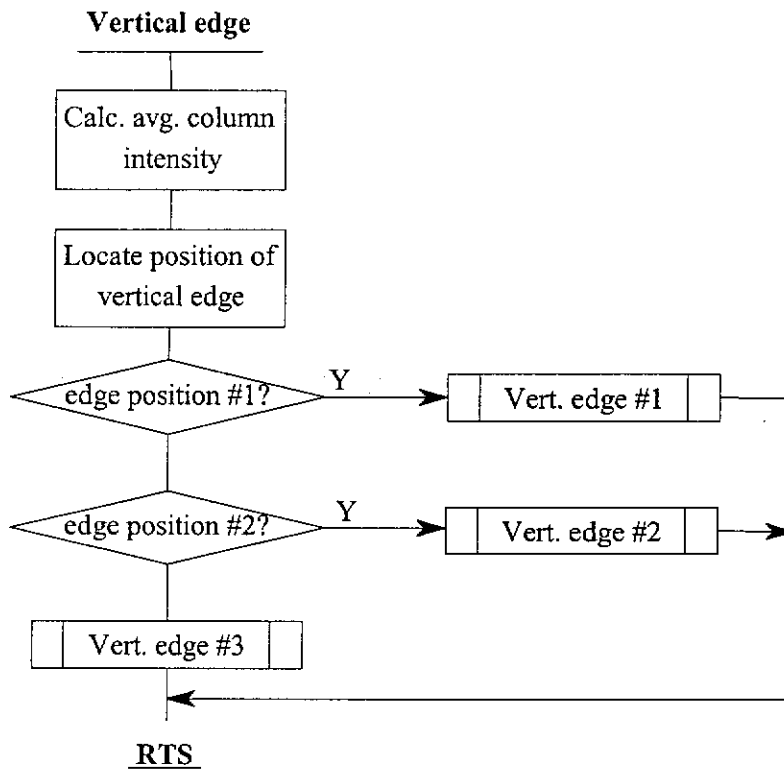 Vertical edge
Calc. avg. column
intensity
Locate position of
vertical edge
edge position #1?
Y
Vert. edge #1
edge position #2?
Y
Vert. edge #2
Vert. edge #3
RTS